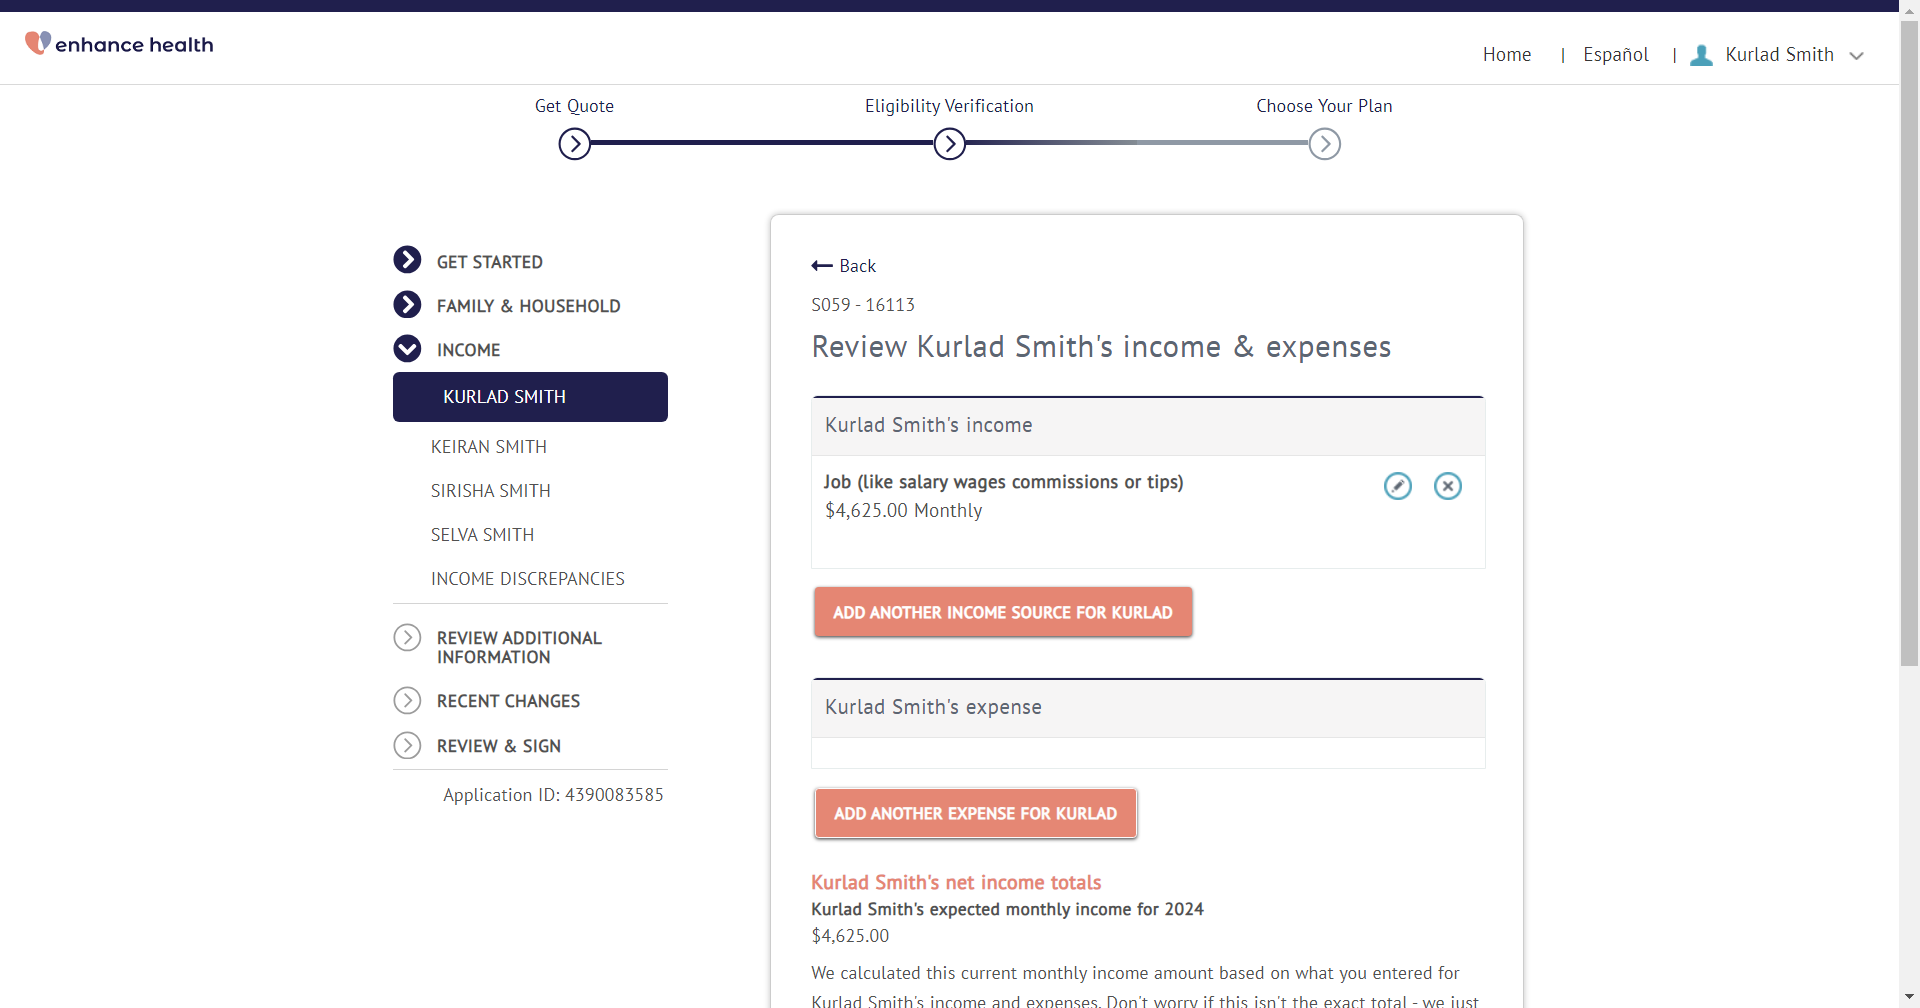 enhance health
Home | Español | Kurlad Smith
Get Quote
Eligibility Verification
Choose Your Plan
GET STARTED
FAMILY & HOUSEHOLD
INCOME
KURLAD SMITH
KEIRAN SMITH
SIRISHA SMITH
SELVA SMITH
INCOME DISCREPANCIES
REVIEW ADDITIONAL
INFORMATION
RECENT CHANGES
REVIEW & SIGN
Application ID: 4390083585
Back
S059 - 16113
Review Kurlad Smith's income & expenses
Kurlad Smith's income
Job (like salary wages commissions or tips)
$4,625.00 Monthly
ADD ANOTHER INCOME SOURCE FOR KURLAD
Kurlad Smith's expense
ADD ANOTHER EXPENSE FOR KURLAD
Kurlad Smith's net income totals
Kurlad Smith's expected monthly income for 2024
$4,625.00
We calculated this current monthly income amount based on what you entered for
Kurlad Smith's income and expenses. Don't worry if this isn't the exact total - we just